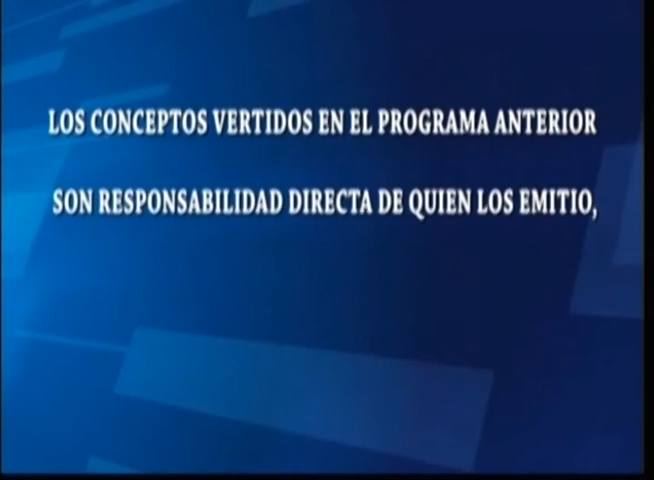 LOS CONCEPTOS VERTIDOS EN EL PROGRAMA ANTERIOR
SON RESPONSABILIDAD DIRECTA DE QUIEN LOS EMITIO,